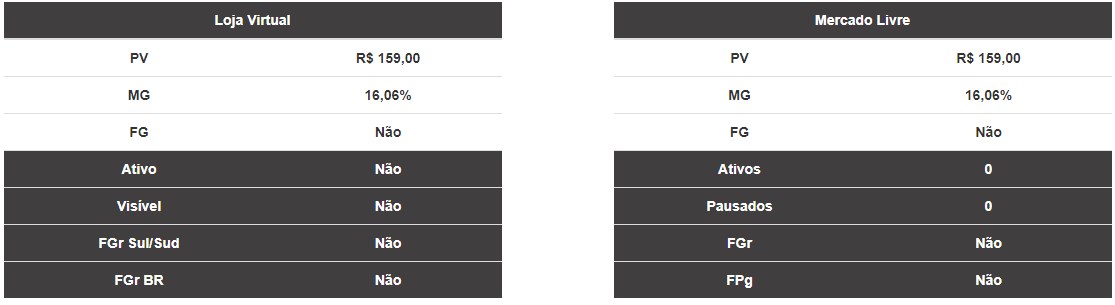 Loja Virtual
PV R$ 159,00
MG 16,06%
FG Não
Ativo Não
Visível Não
FGr Sul/Sud Não
FGr BR Não
Mercado Livre
PV R$ 159,00
MG 16,06%
FG Não
Ativos 0
Pausados 0
FGr Não
FPg Não